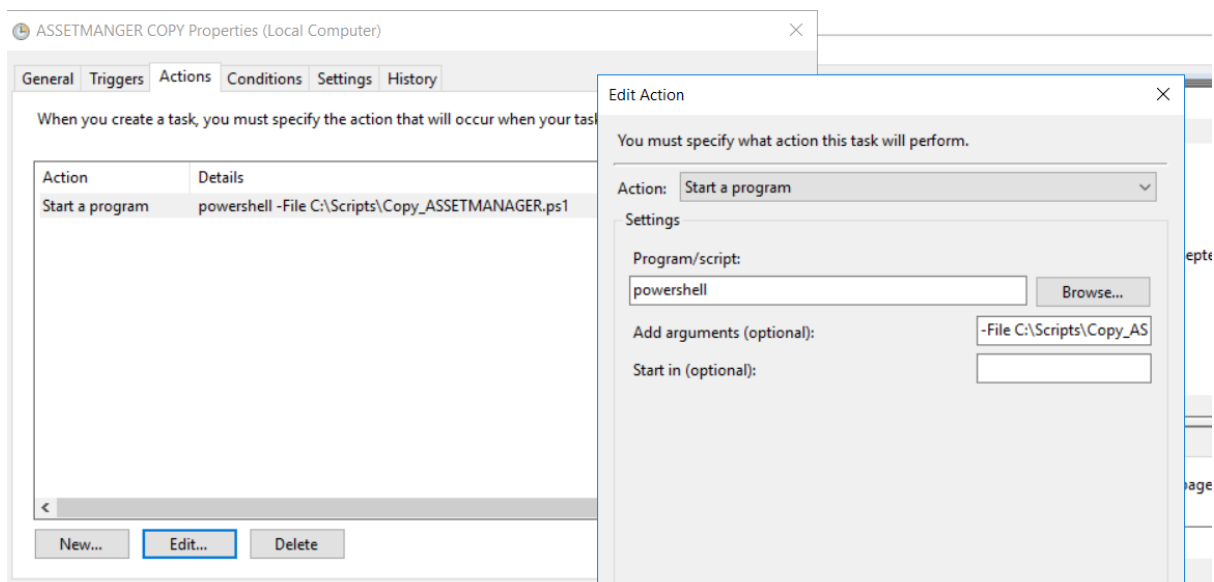 ASSETMANGER COPY Properties (Local Computer)
General Triggers Actions Conditions Settings History
When you create a task, you must specify the action that will occur when your task
Action Details
Start a program powershell -File C:\Scripts\Copy_ASSETMANAGER.ps1
New... Edit... Delete
Edit Action
You must specify what action this task will perform.
Action: Start a program
Settings
Program/script:
powershell
Browse...
Add arguments (optional): -File C:\Scripts\Copy_AS
Start in (optional):